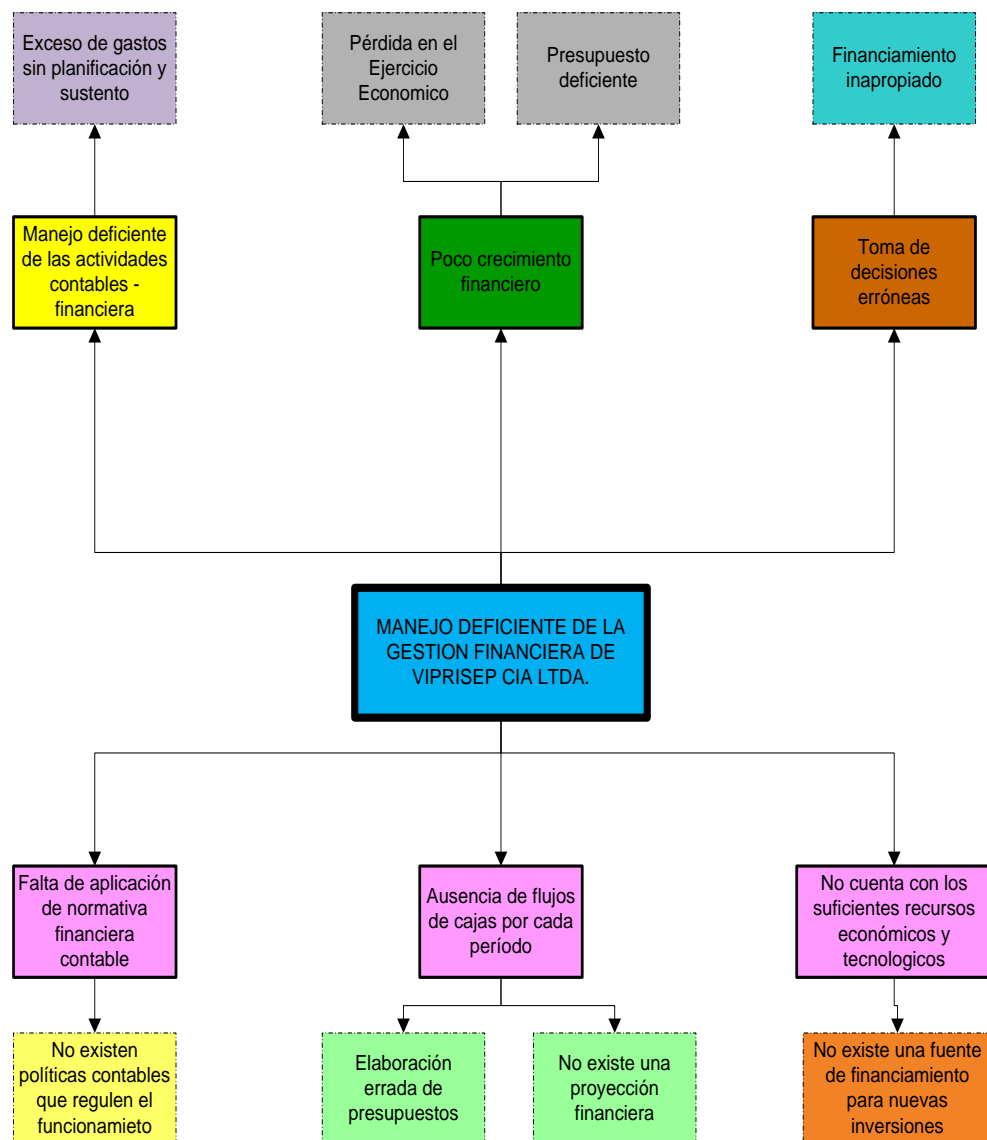 Exceso de gastos
sin planificación y
sustento
Pérdida en el
Ejercicio
Economico
Presupuesto
deficiente
Financiamiento
inapropiado
Manejo deficiente
de las actividades
contables -
financiera
Poco crecimiento
financiero
Toma de
decisiones
erróneas
MANEJO DEFICIENTE DE LA
GESTION FINANCIERA DE
VIPRISEP CIA LTDA.
Falta de aplicación
de normativa
financiera
contable
Ausencia de flujos
de cajas por cada
período
No cuenta con los
suficientes recursos
económicos y
tecnologicos
No existen
políticas contables
que regulen el
funcionamieto
Elaboración
errada de
presupuestos
No existe una
proyección
financiera
No existe una fuente
de financiamiento
para nuevas
inversiones